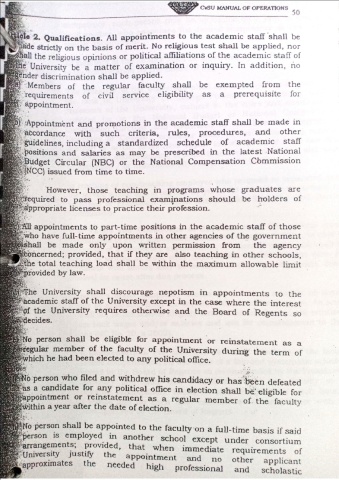 CMSU MANUAL OF OPERATIONS
50
2. Qualifications. All appointments to the academic staff shall be
strictly on the basis of merit. No religious test shall be applied, nor
shall the religious opinions or political affiliations of the academic staff of
University be a matter of examination or inquiry. In addition, no
gender discrimination shall be applied.
Members of the regular faculty shall be exempted from the
requirements of civil service eligibility as a prerequisite for
appointment.
Appointment and promotions in the academic staff shall be made in
accordance with such criteria, rules, procedures, and other
guidelines, including a standardized schedule of academic staff
positions and salaries as may be prescribed in the latest National
Budget Circular (NBC) or the National Compensation Commission
(NCC) issued from time to time.
However, those teaching in programs whose graduates are
required to pass professional examinations should be holders of
appropriate licenses to practice their profession.
All appointments to part-time positions in the academic staff of those
who have full-time appointments in other agencies of the government
shall be made only upon written permission from the agency
concerned; provided, that if they are also teaching in other schools,
the total teaching load shall be within the maximum allowable limit
provided by law.
The University shall discourage nepotism in appointments to the
academic staff of the University except in the case where the interest
of the University requires otherwise and the Board of Regents so
decides.
No person shall be eligible for appointment or reinstatement as a
regular member of the faculty of the University during the term of
which he had been elected to any political office.
No person who filed and withdrew his candidacy or has been defeated
as a candidate for any political office in election shall be eligible for
appointment or reinstatement as a regular member of the faculty
within a year after the date of election.
No person shall be appointed to the faculty on a full-time basis if said
person is employed in another school except under consortium
arrangements; provided, that when immediate requirements of
University justify the appointment and no other applicant
approximates the needed high professional and scholastic